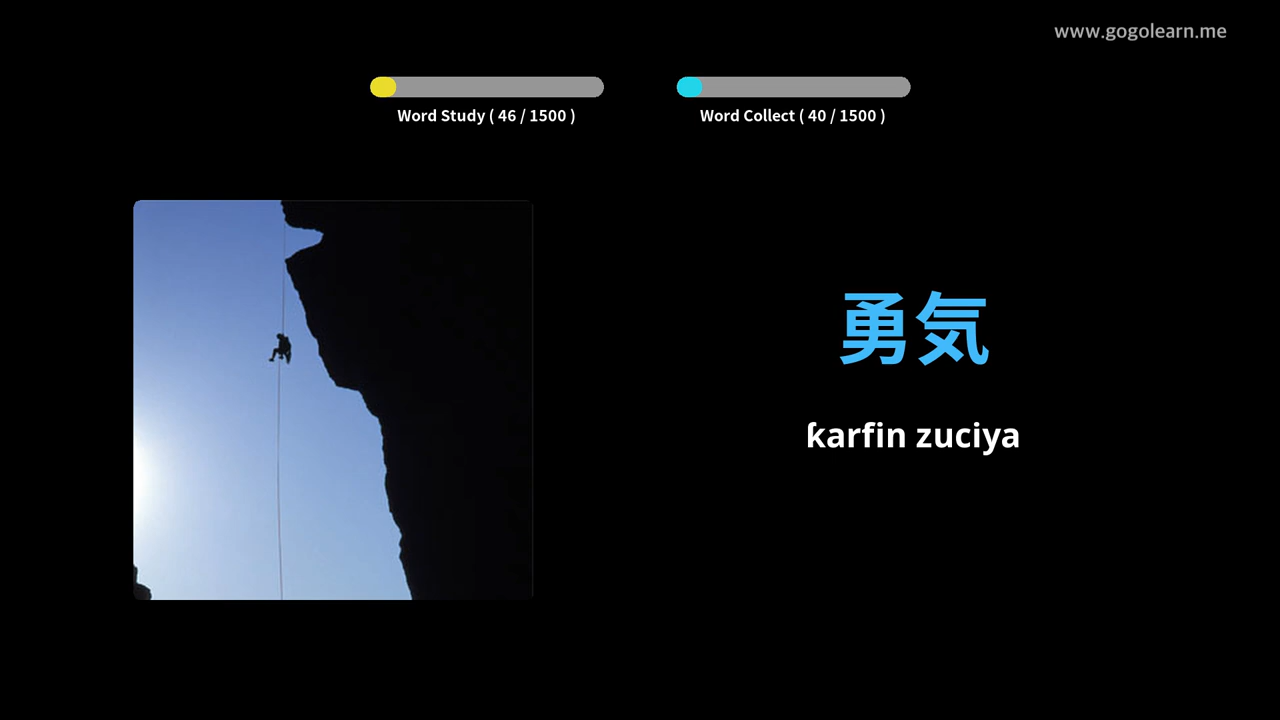 www.gogolearn.me
Word Study ( 46 / 1500 )
Word Collect ( 40 / 1500 )
勇気
ƙarfin zuciya